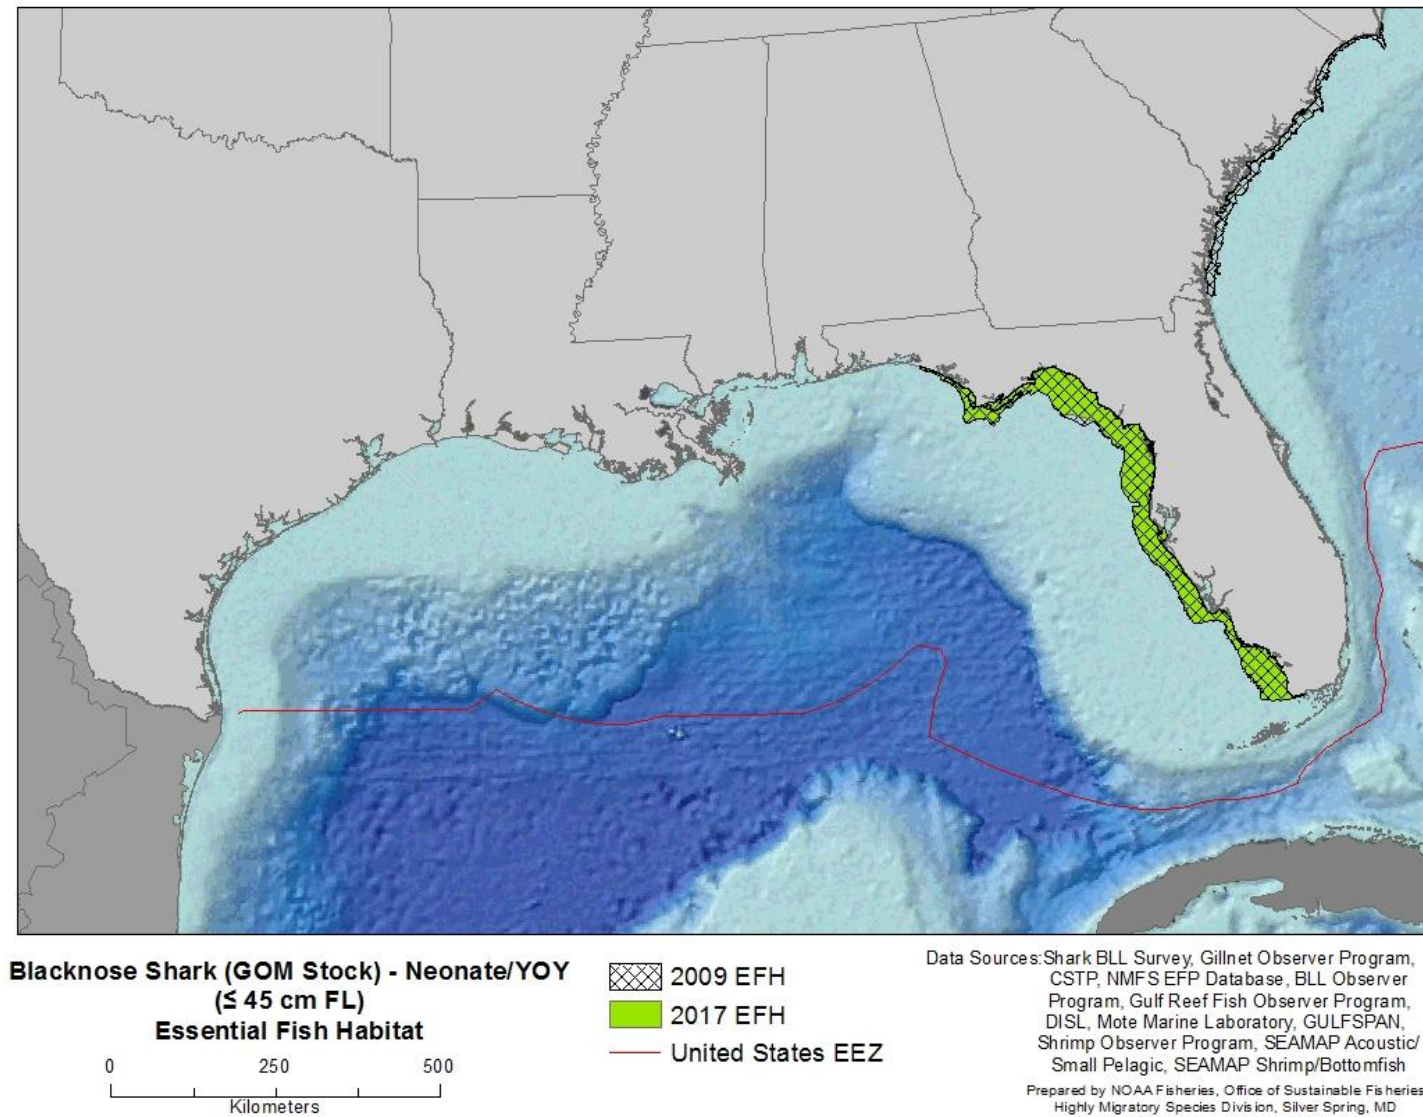 Blacknose Shark (GOM Stock) - Neonate/YOY
(≤ 45 cm FL)
Essential Fish Habitat
0 250 500
Kilometers
2009 EFH
2017 EFH
United States EEZ
Data Sources:Shark BLL Survey, Gillnet Observer Program,
CSTP, NMFS EFP Database, BLL Observer
Program, Gulf Reef Fish Observer Program,
DISL, Mote Marine Laboratory, GULFSPAN,
Shrimp Observer Program, SEAMAP Acoustic/
Small Pelagic, SEAMAP Shrimp/Bottomfish
Prepared by NOAA Fisheries, Office of Sustainable Fisheries
Highly Migratory Species Division, Silver Spring, MD